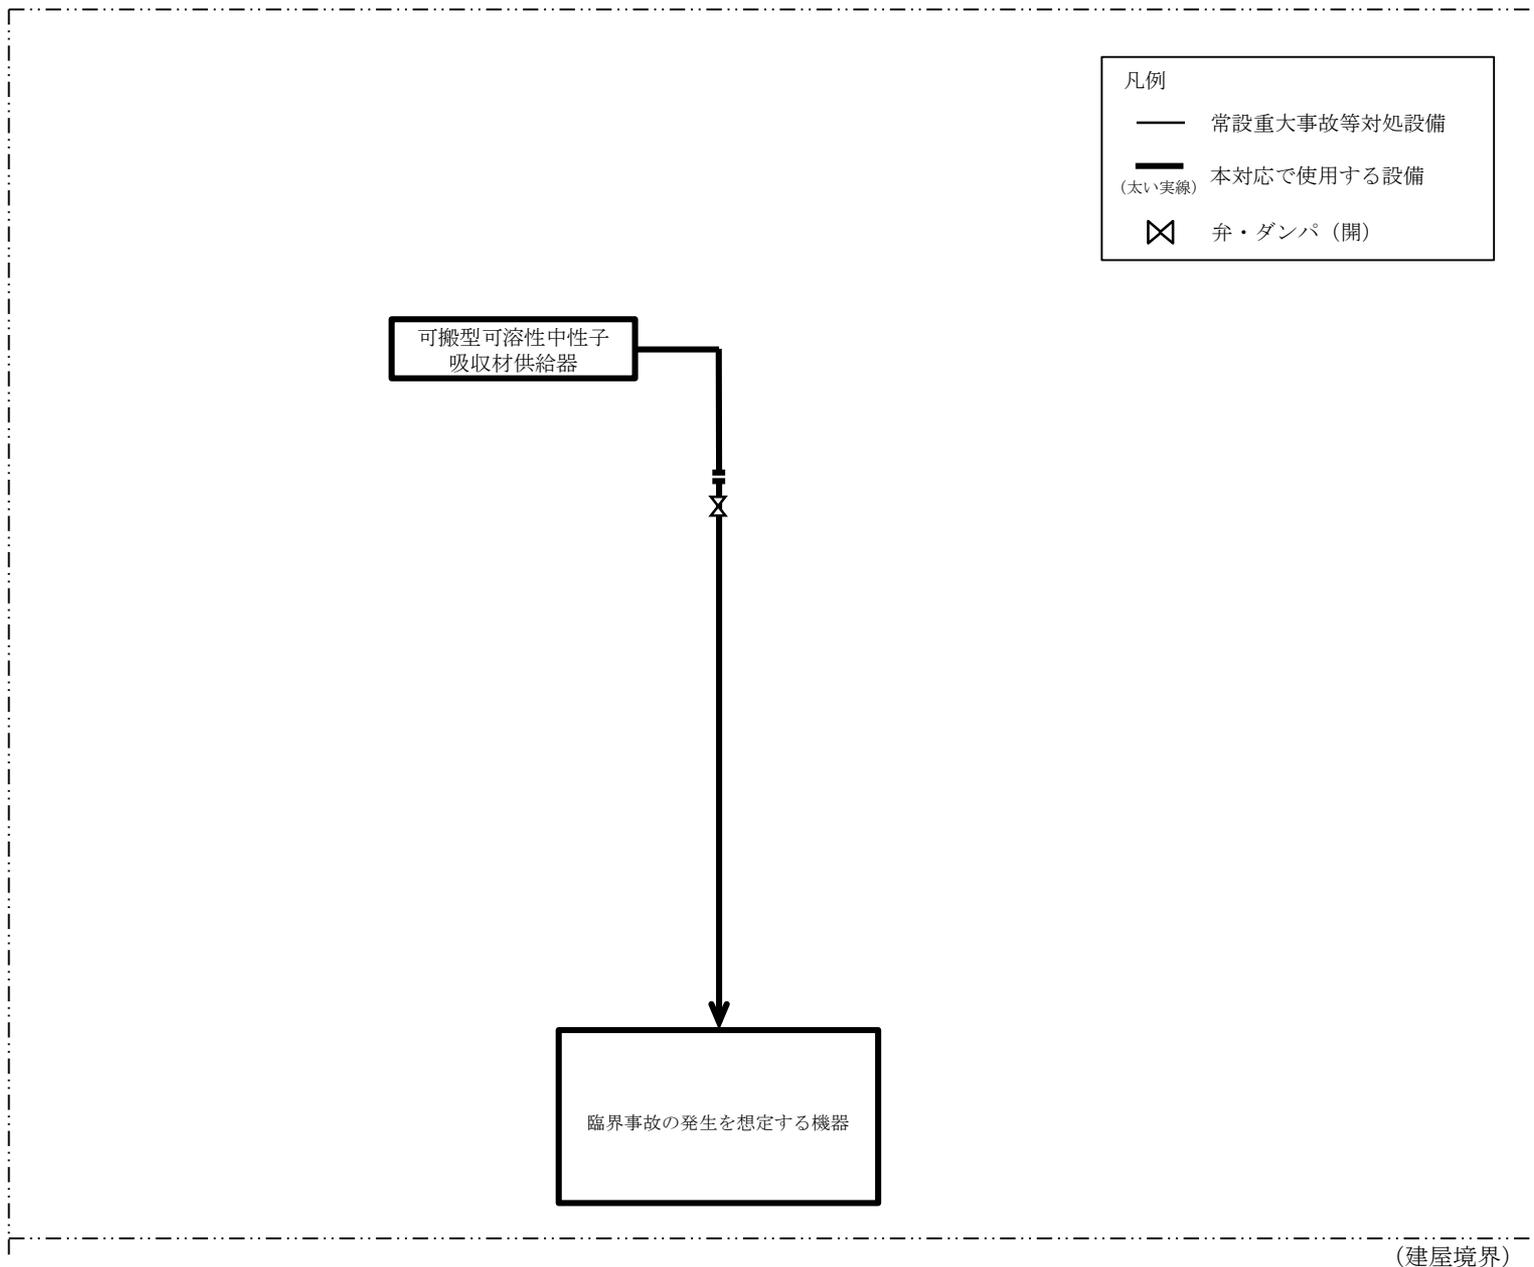 凡例
常設重大事故等対処設備
本対応で使用する設備
（太い実線）
弁・ダンパ（開）
可搬型可溶性中性子
吸収材供給器
臨界事故の発生を想定する機器
（建屋境界）